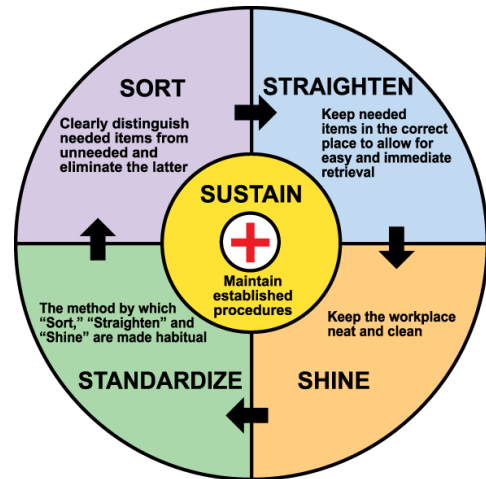 SORT
Clearly distinguish
needed items from
unneeded and
eliminate the latter
STRAIGHTEN
Keep needed
items in the correct
place to allow for
easy and immediate
retrieval
SUSTAIN
Maintain
established
procedures
Keep the workplace
neat and clean
SHINE
The method by which
“Sort,” “Straighten” and
“Shine” are made habitual
STANDARDIZE